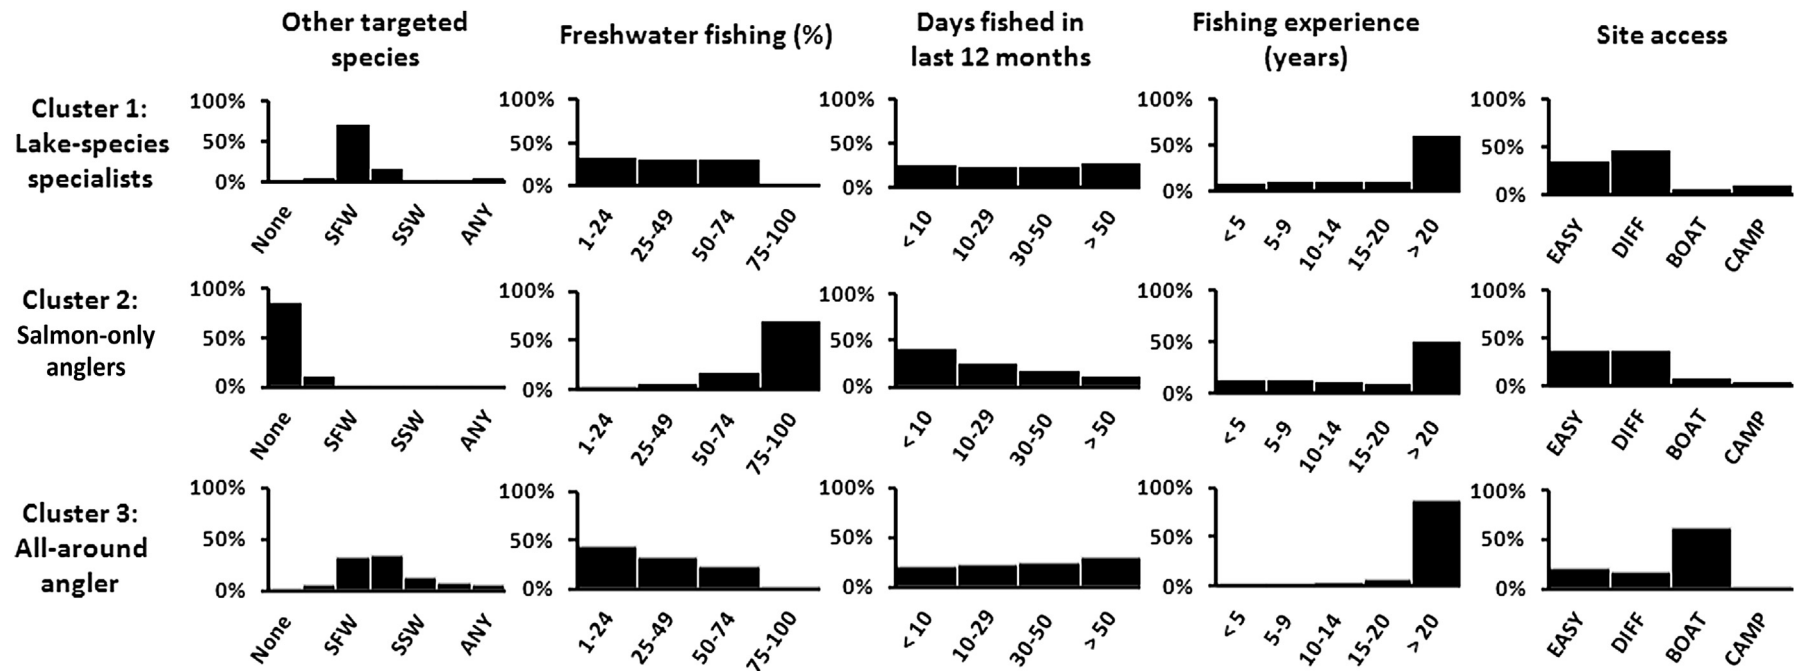 Other targeted
species
Freshwater fishing (%)
Days fished in
last 12 months
Fishing experience
(years)
Site access
Cluster 1:
Lake-species
specialists
100%
50%
0%
None
SFW
SSW
ANY
100%
50%
0%
1-24
25-49
50-74
75-100
100%
50%
0%
< 10
10-29
30-50
> 50
100%
50%
0%
< 5
5-9
10-14
15-20
> 20
100%
50%
0%
EASY
DIFF
BOAT
CAMP
Cluster 2:
Salmon-only
anglers
100%
50%
0%
None
SFW
SSW
ANY
100%
50%
0%
1-24
25-49
50-74
75-100
100%
50%
0%
< 10
10-29
30-50
> 50
100%
50%
0%
< 5
5-9
10-14
15-20
> 20
100%
50%
0%
EASY
DIFF
BOAT
CAMP
Cluster 3:
All-around
angler
100%
50%
0%
None
SFW
SSW
ANY
100%
50%
0%
1-24
25-49
50-74
75-100
100%
50%
0%
< 10
10-29
30-50
> 50
100%
50%
0%
< 5
5-9
10-14
15-20
> 20
100%
50%
0%
EASY
DIFF
BOAT
CAMP